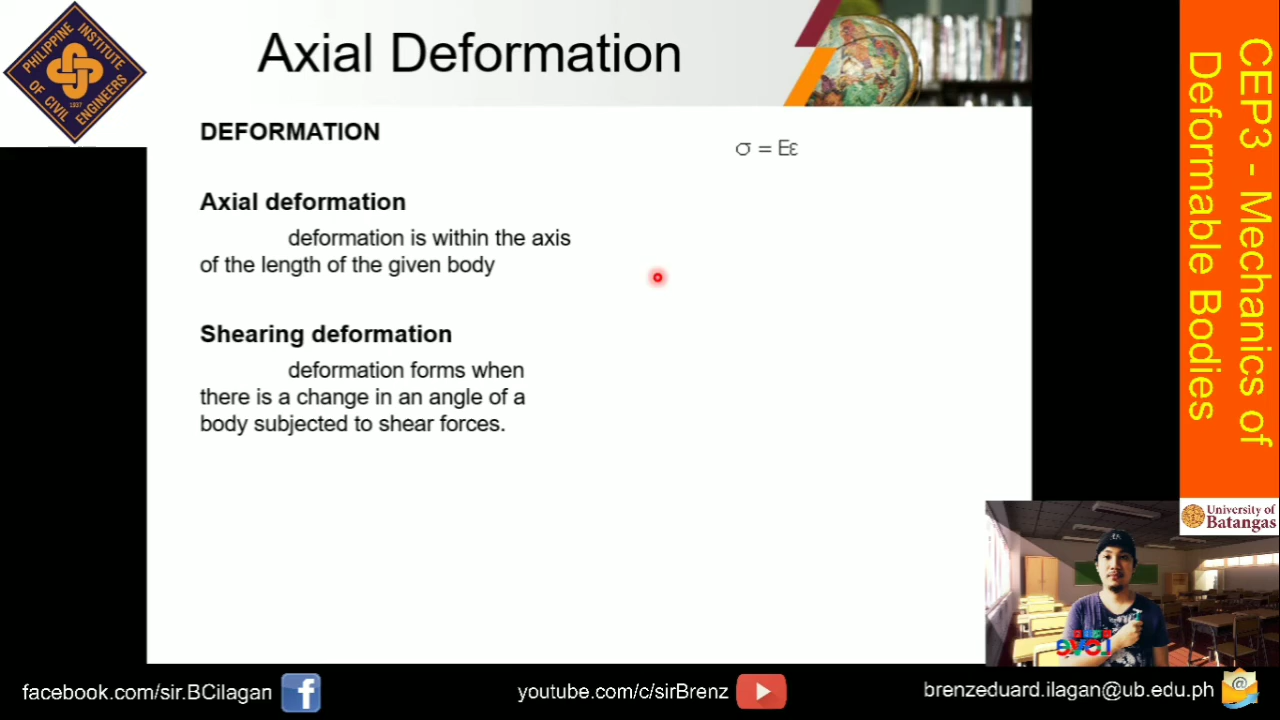 Axial Deformation
PHILIPPINE INSTITUTE
OF CIVIL ENGINEERS
1937
DEFORMATION
σ = Eε
Axial deformation
deformation is within the axis
of the length of the given body
Shearing deformation
deformation forms when
there is a change in an angle of a
body subjected to shear forces.
CEP3 - Mechanics of
Deformable Bodies
University of
Batangas
facebook.com/sir.BCilagan
youtube.com/c/sirBrenz
brenzeduard.ilagan@ub.edu.ph